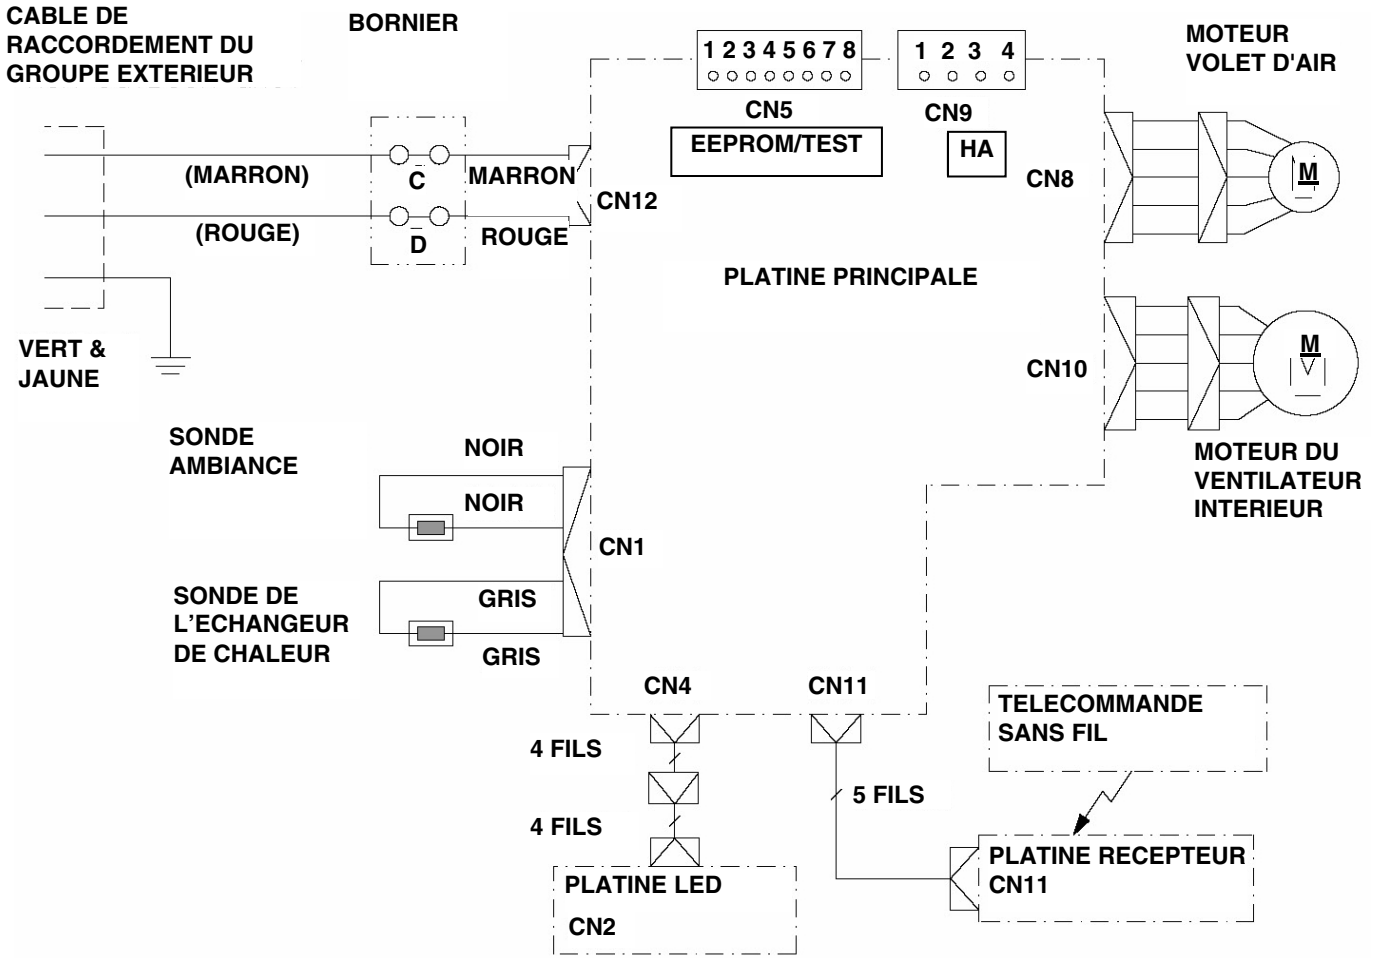 CABLE DE
RACCORDEMENT DU
GROUPE EXTERIEUR
BORNIER
1 2 3 4 5 6 7 8
CN5
EEPROM/TEST
1 2 3 4
CN9
HA
MOTEUR
VOLET D'AIR
(MARRON)
C
MARRON
CN12
(ROUGE)
D
ROUGE
CN8
M
PLATINE PRINCIPALE
VERT &
JAUNE
CN10
M
MOTEUR DU
VENTILATEUR
INTERIEUR
SONDE
AMBIANCE
NOIR
NOIR
CN1
SONDE DE
L'ECHANGEUR
DE CHALEUR
GRIS
GRIS
CN4
CN11
4 FILS
4 FILS
5 FILS
TELECOMMANDE
SANS FIL
PLATINE LED
CN2
PLATINE RECEPTEUR
CN11